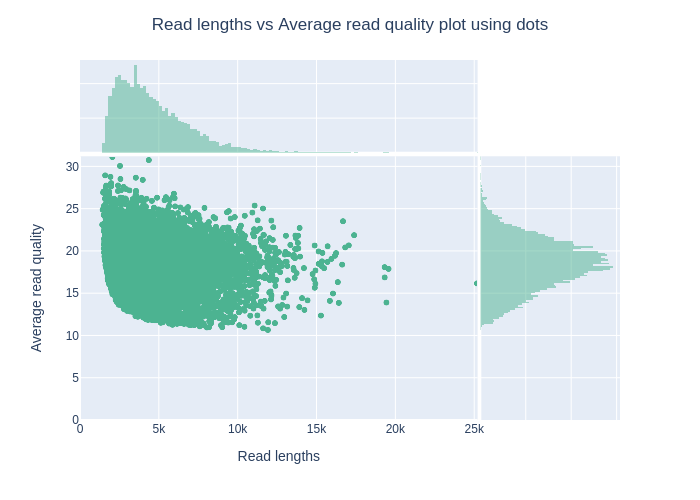 Read lengths vs Average read quality plot using dots
30
25
20
15
10
5
0
Average read quality
0 5k 10k 15k 20k 25k
Read lengths